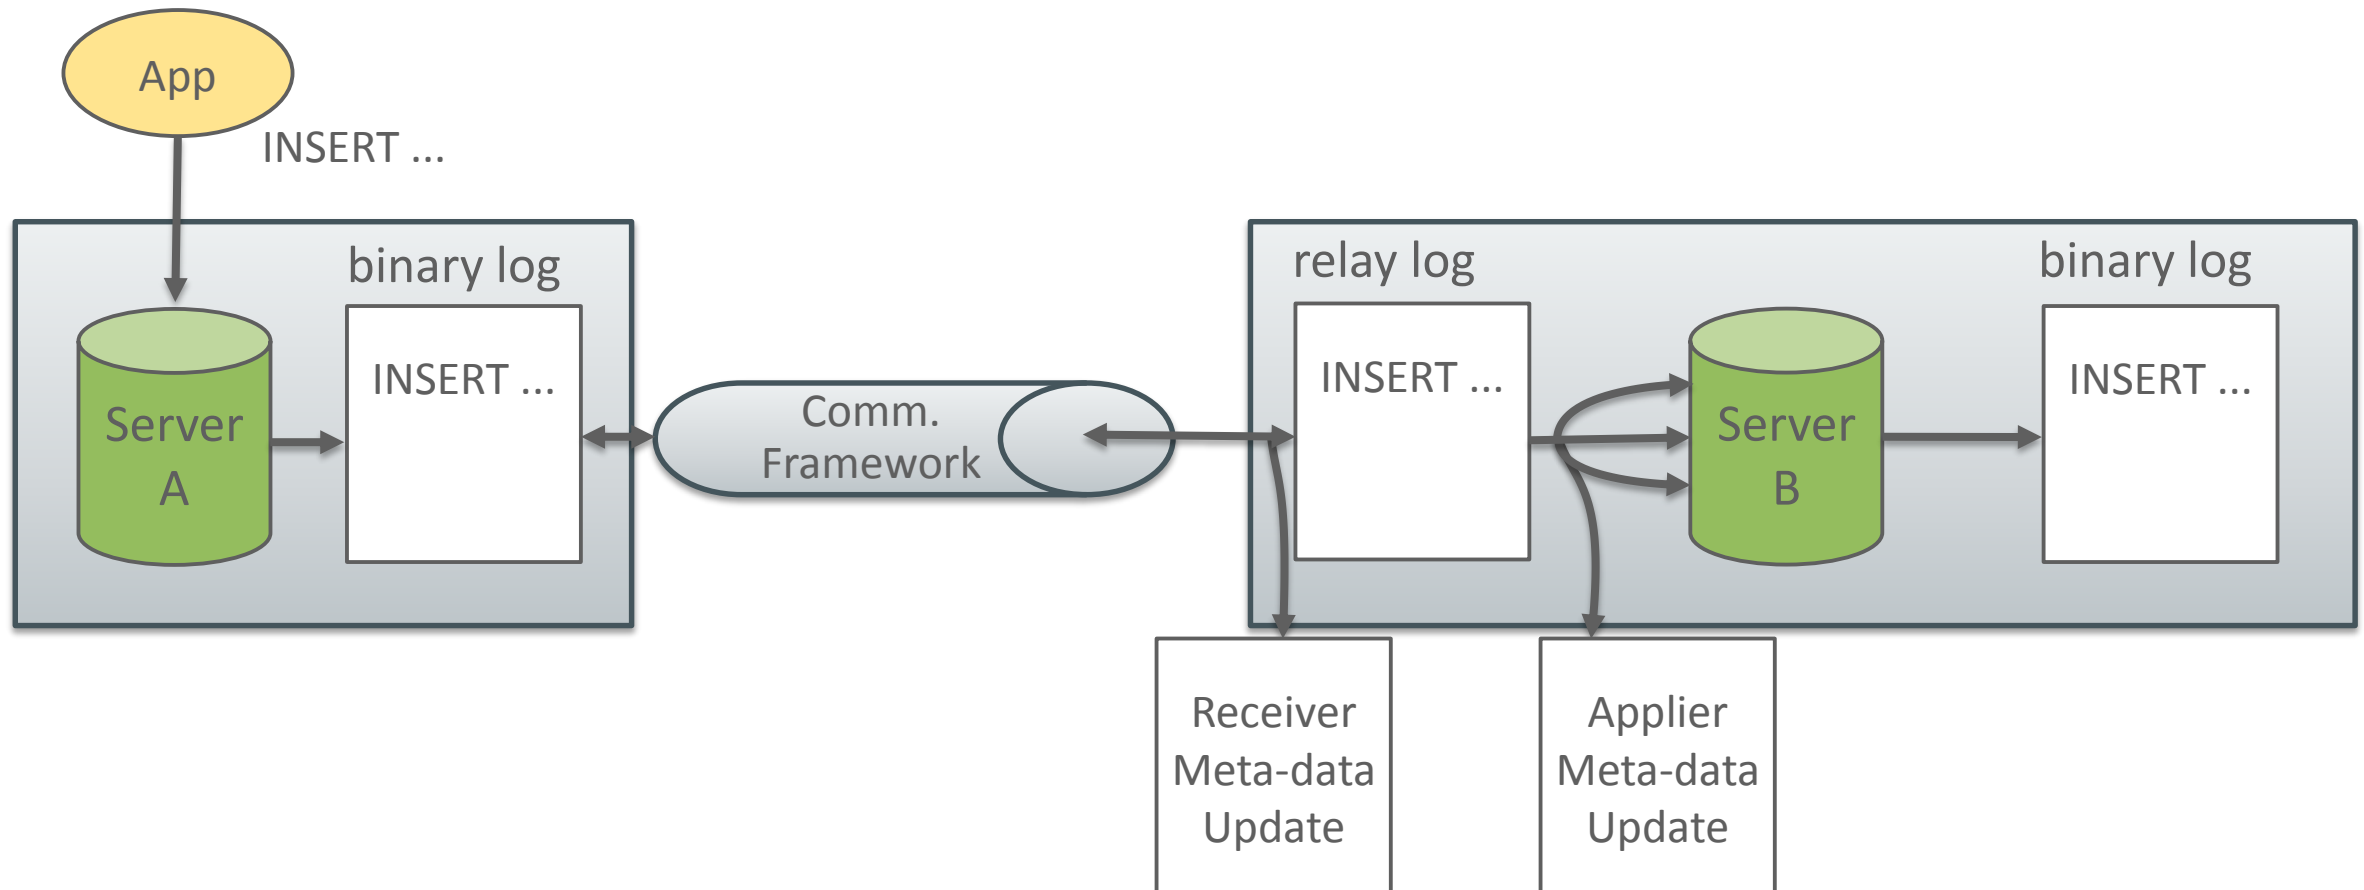 App
INSERT ...
binary log
INSERT ...
Server
A
Comm.
Framework
relay log
INSERT ...
Server
B
binary log
INSERT ...
Receiver
Meta-data
Update
Applier
Meta-data
Update